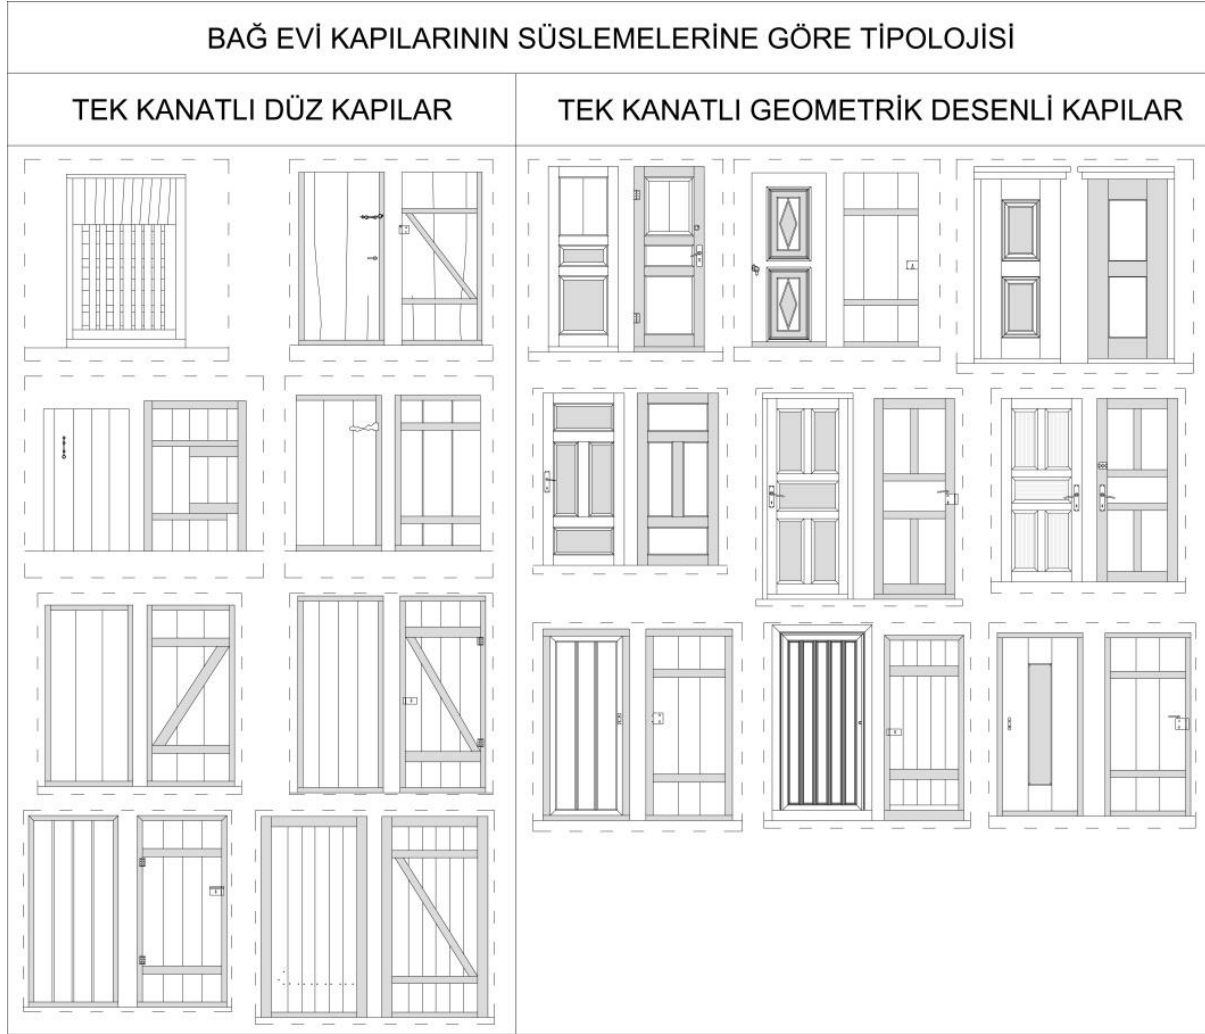 BAĞ EVİ KAPILARININ SÜSLEMELERİNE GÖRE TİPOLOJİSİ
TEK KANATLI DÜZ KAPILAR
TEK KANATLI GEOMETRİK DESENLİ KAPILAR